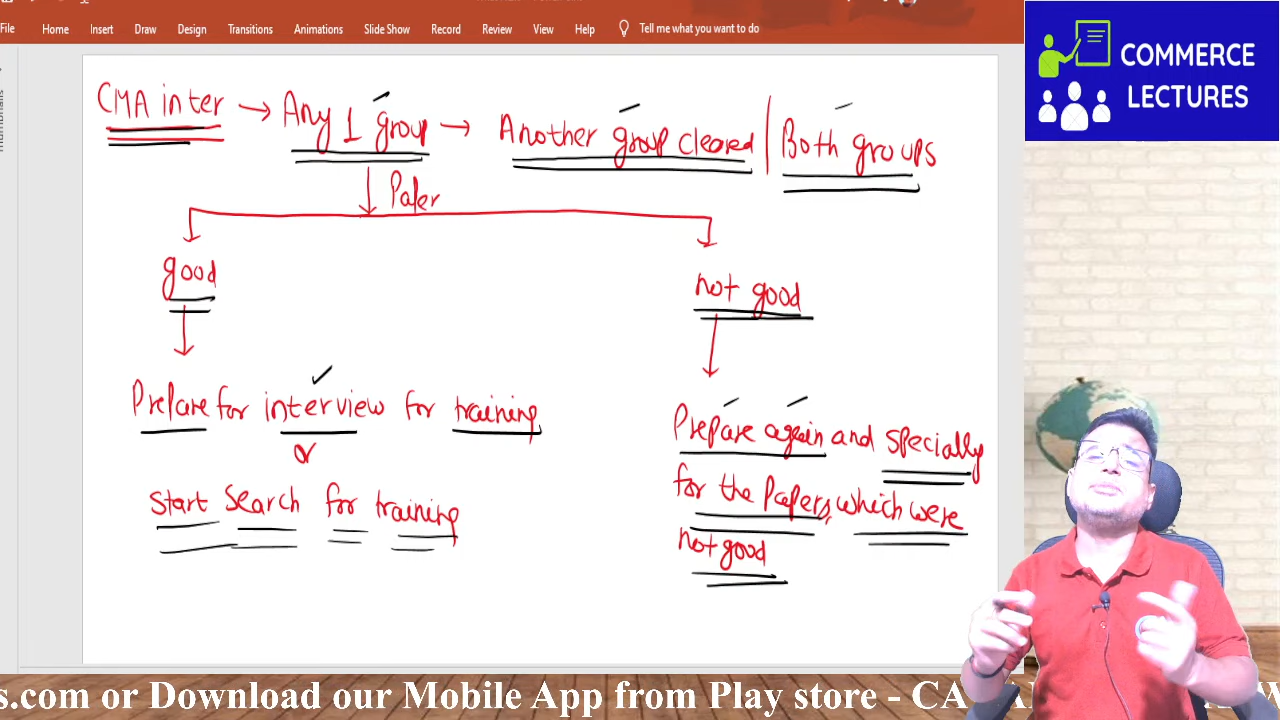 File Home Insert Draw Design Transitions Animations Slide Show Record Review View Help Tell me what you want to do
COMMERCE
LECTURES
CMA inter → Any 1 group → Another group cleared | Both groups
Paper
good
not good
Prepare for interview for training
or
Start Search for training
Prepare again and specially
for the Papers, which were
not good
s.com or Download our Mobile App from Play store - CA